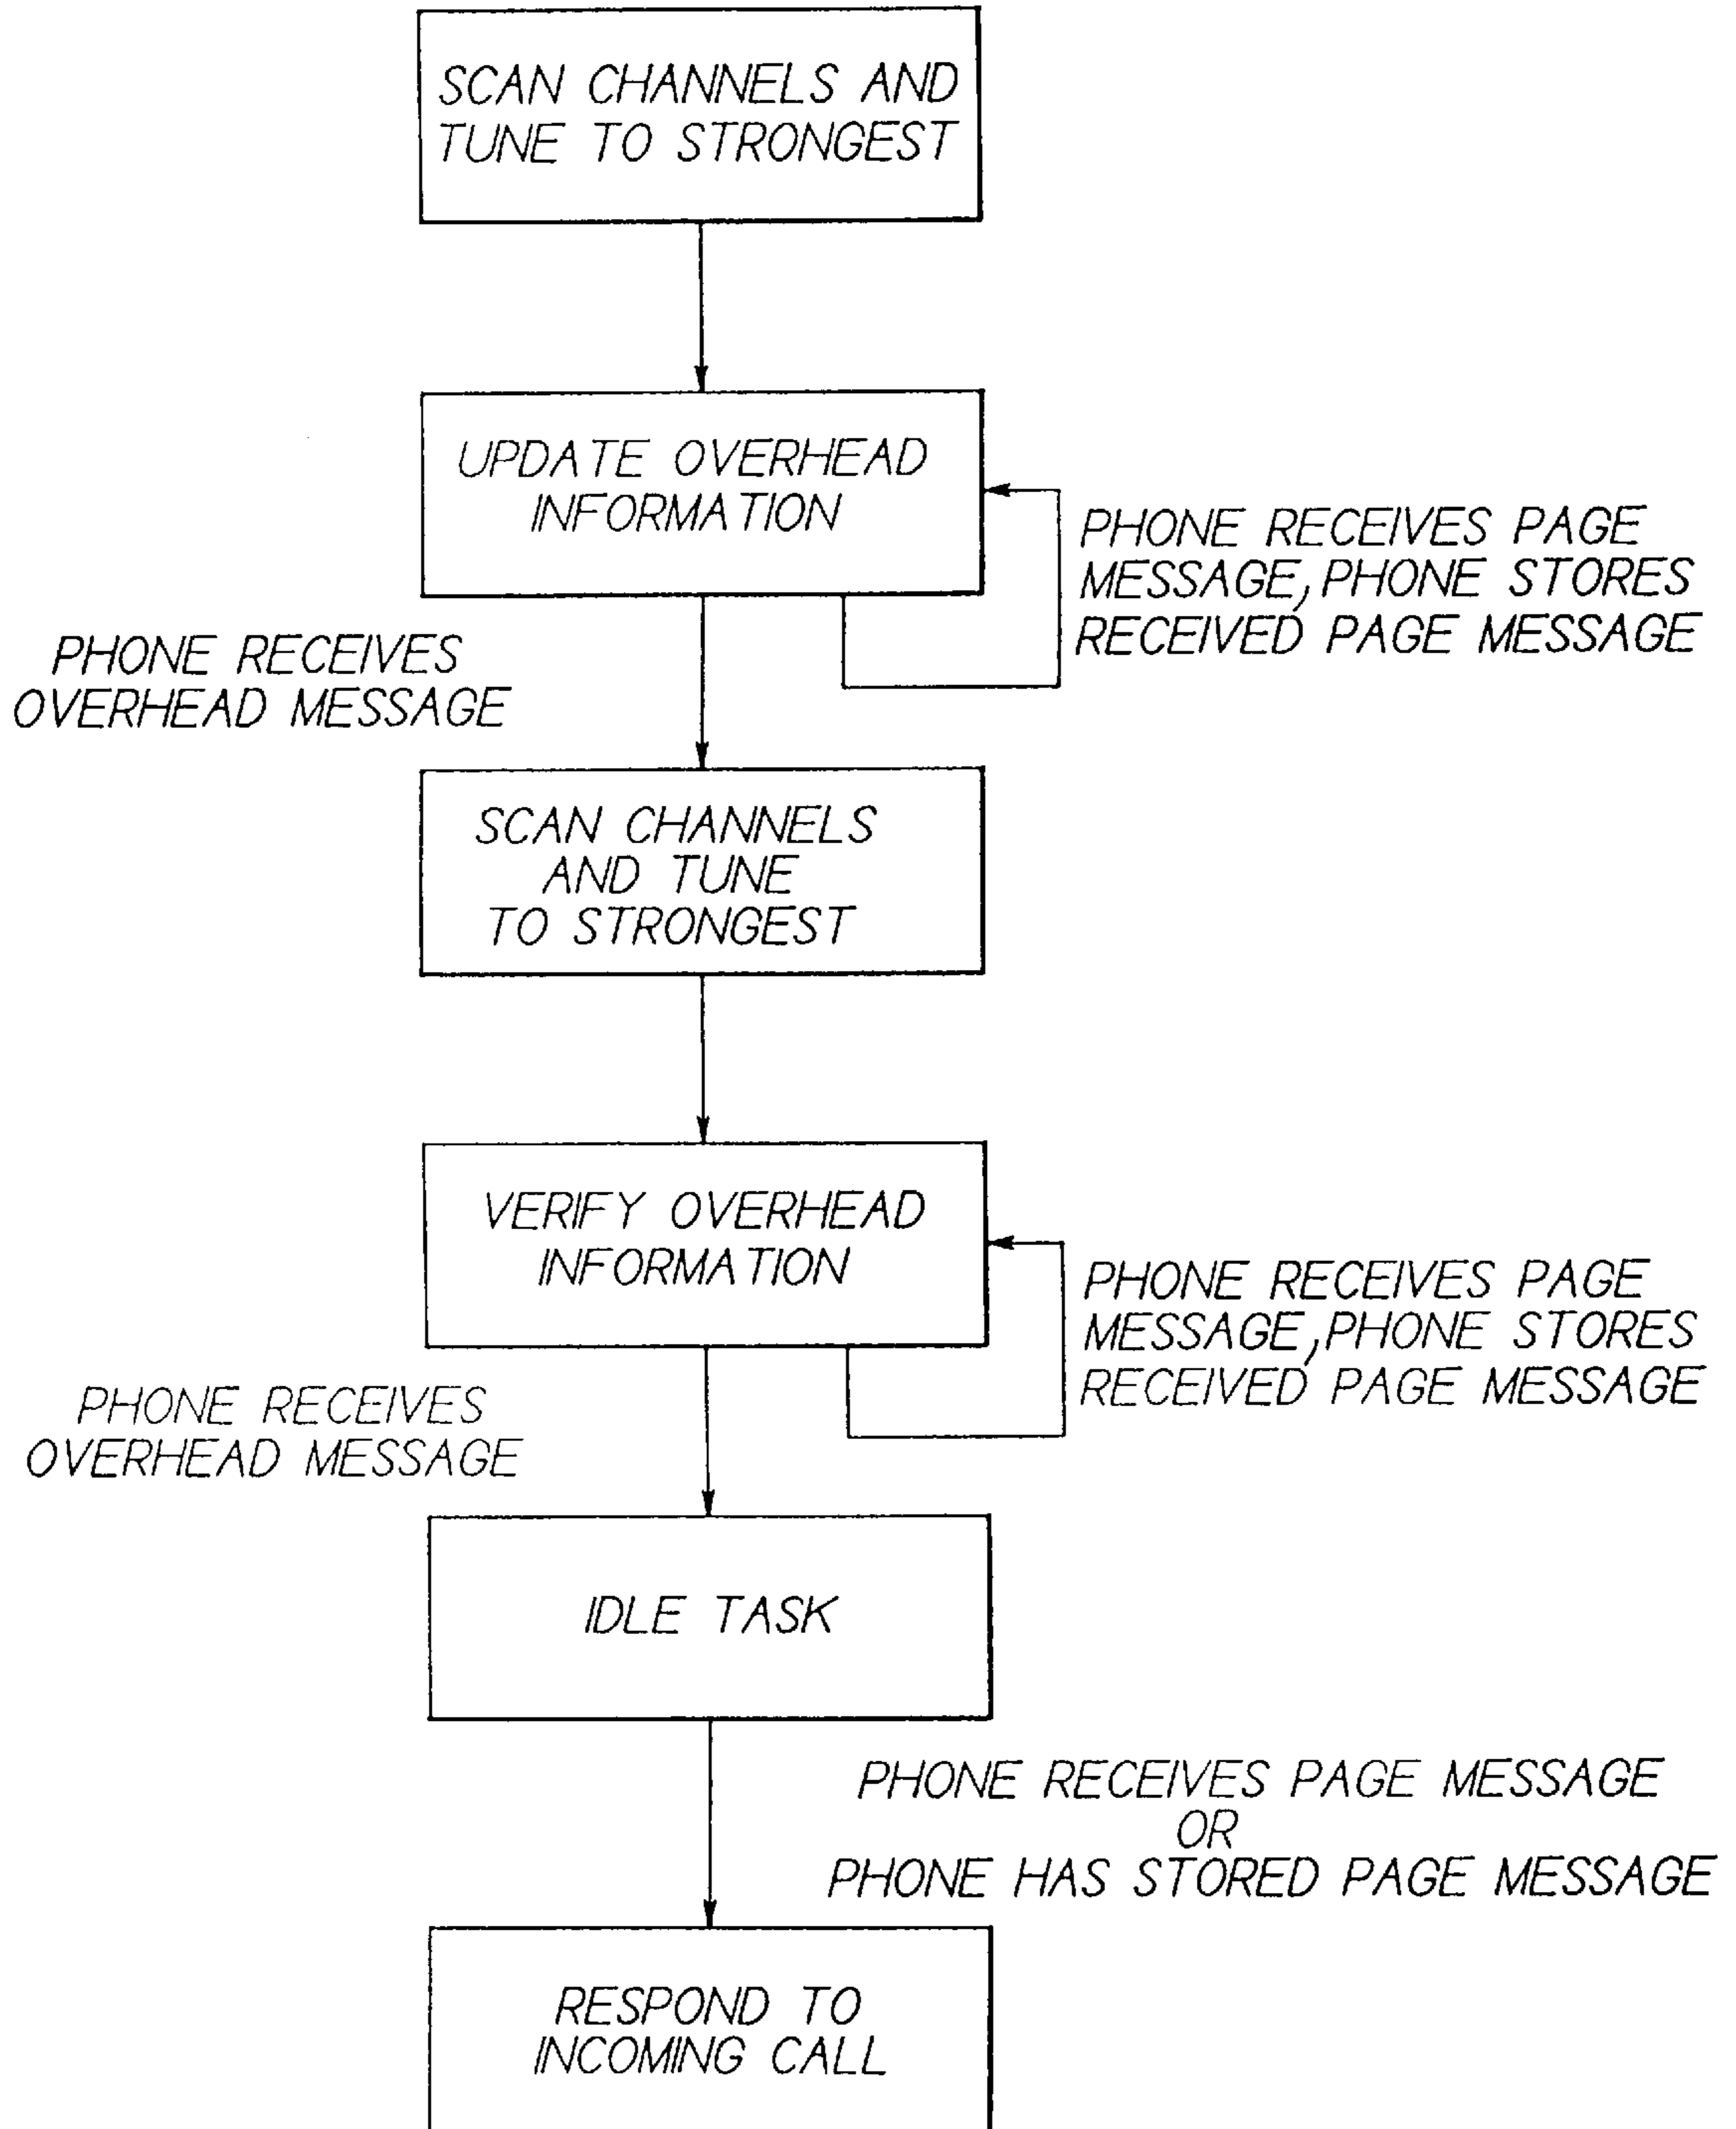 SCAN CHANNELS AND
TUNE TO STRONGEST
UPDATE OVERHEAD
INFORMATION
PHONE RECEIVES PAGE
MESSAGE, PHONE STORES
RECEIVED PAGE MESSAGE
PHONE RECEIVES
OVERHEAD MESSAGE
SCAN CHANNELS
AND TUNE
TO STRONGEST
VERIFY OVERHEAD
INFORMATION
PHONE RECEIVES PAGE
MESSAGE, PHONE STORES
RECEIVED PAGE MESSAGE
PHONE RECEIVES
OVERHEAD MESSAGE
IDLE TASK
PHONE RECEIVES PAGE MESSAGE
OR
PHONE HAS STORED PAGE MESSAGE
RESPOND TO
INCOMING CALL